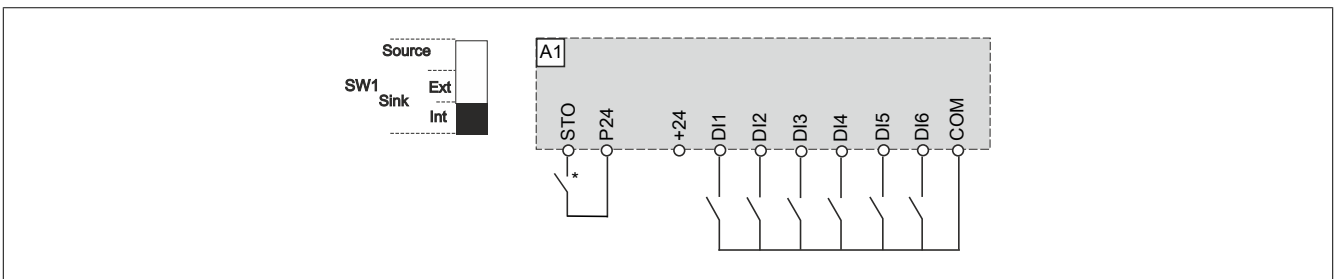 Source
SW1
Sink
Ext
Int
A1
STO
P24
+24
DI1
DI2
DI3
DI4
DI5
DI6
COM
*